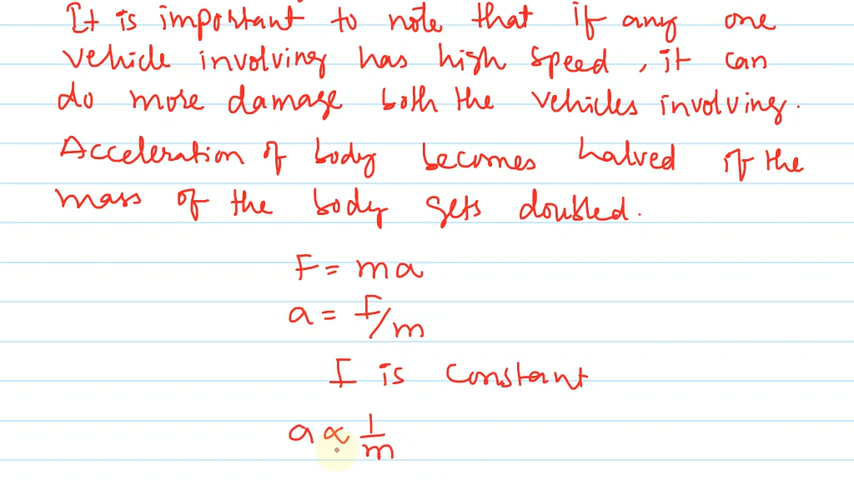 It is important to note that if any one
vehicle involving has high speed, it can
do more damage both the vehicles involving.
Acceleration of body becomes halved if the
mass of the body gets doubled.
F = ma
a = F/m
F is constant
a ∝ 1/m